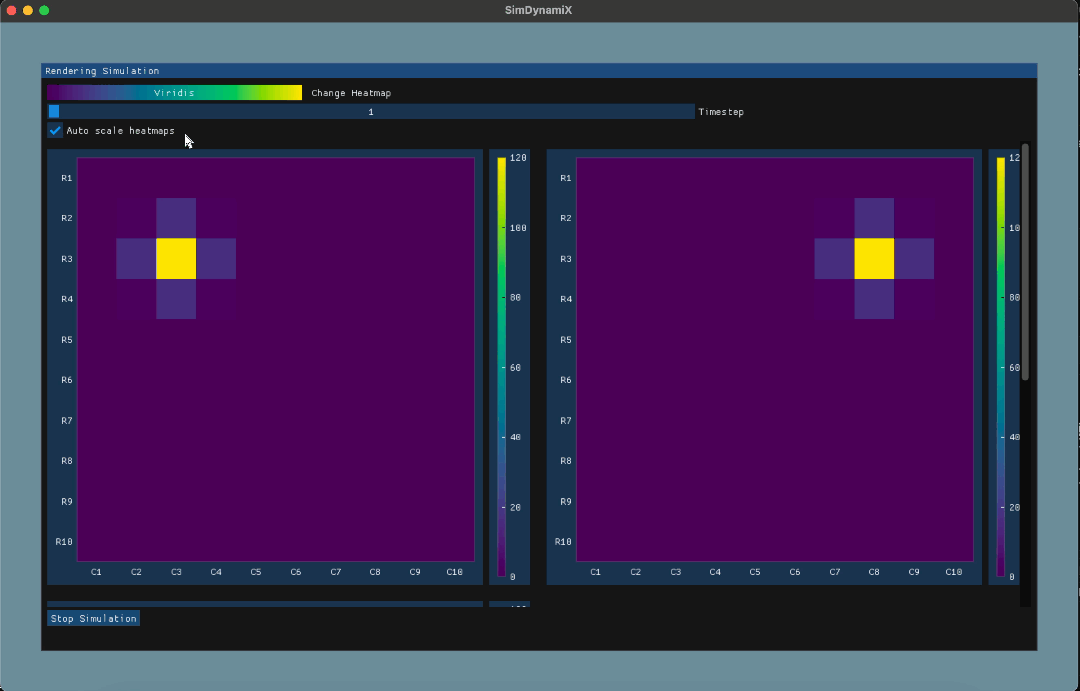 SimDynamiX
Rendering Simulation
Viridis Change Heatmap
1 Timestep
Auto scale heatmaps
R1
R2
R3
R4
R5
R6
R7
R8
R9
R10
C1 C2 C3 C4 C5 C6 C7 C8 C9 C10
120
100
80
60
40
20
0
R1
R2
R3
R4
R5
R6
R7
R8
R9
R10
C1 C2 C3 C4 C5 C6 C7 C8 C9 C10
12
10
80
60
40
20
0
Stop Simulation